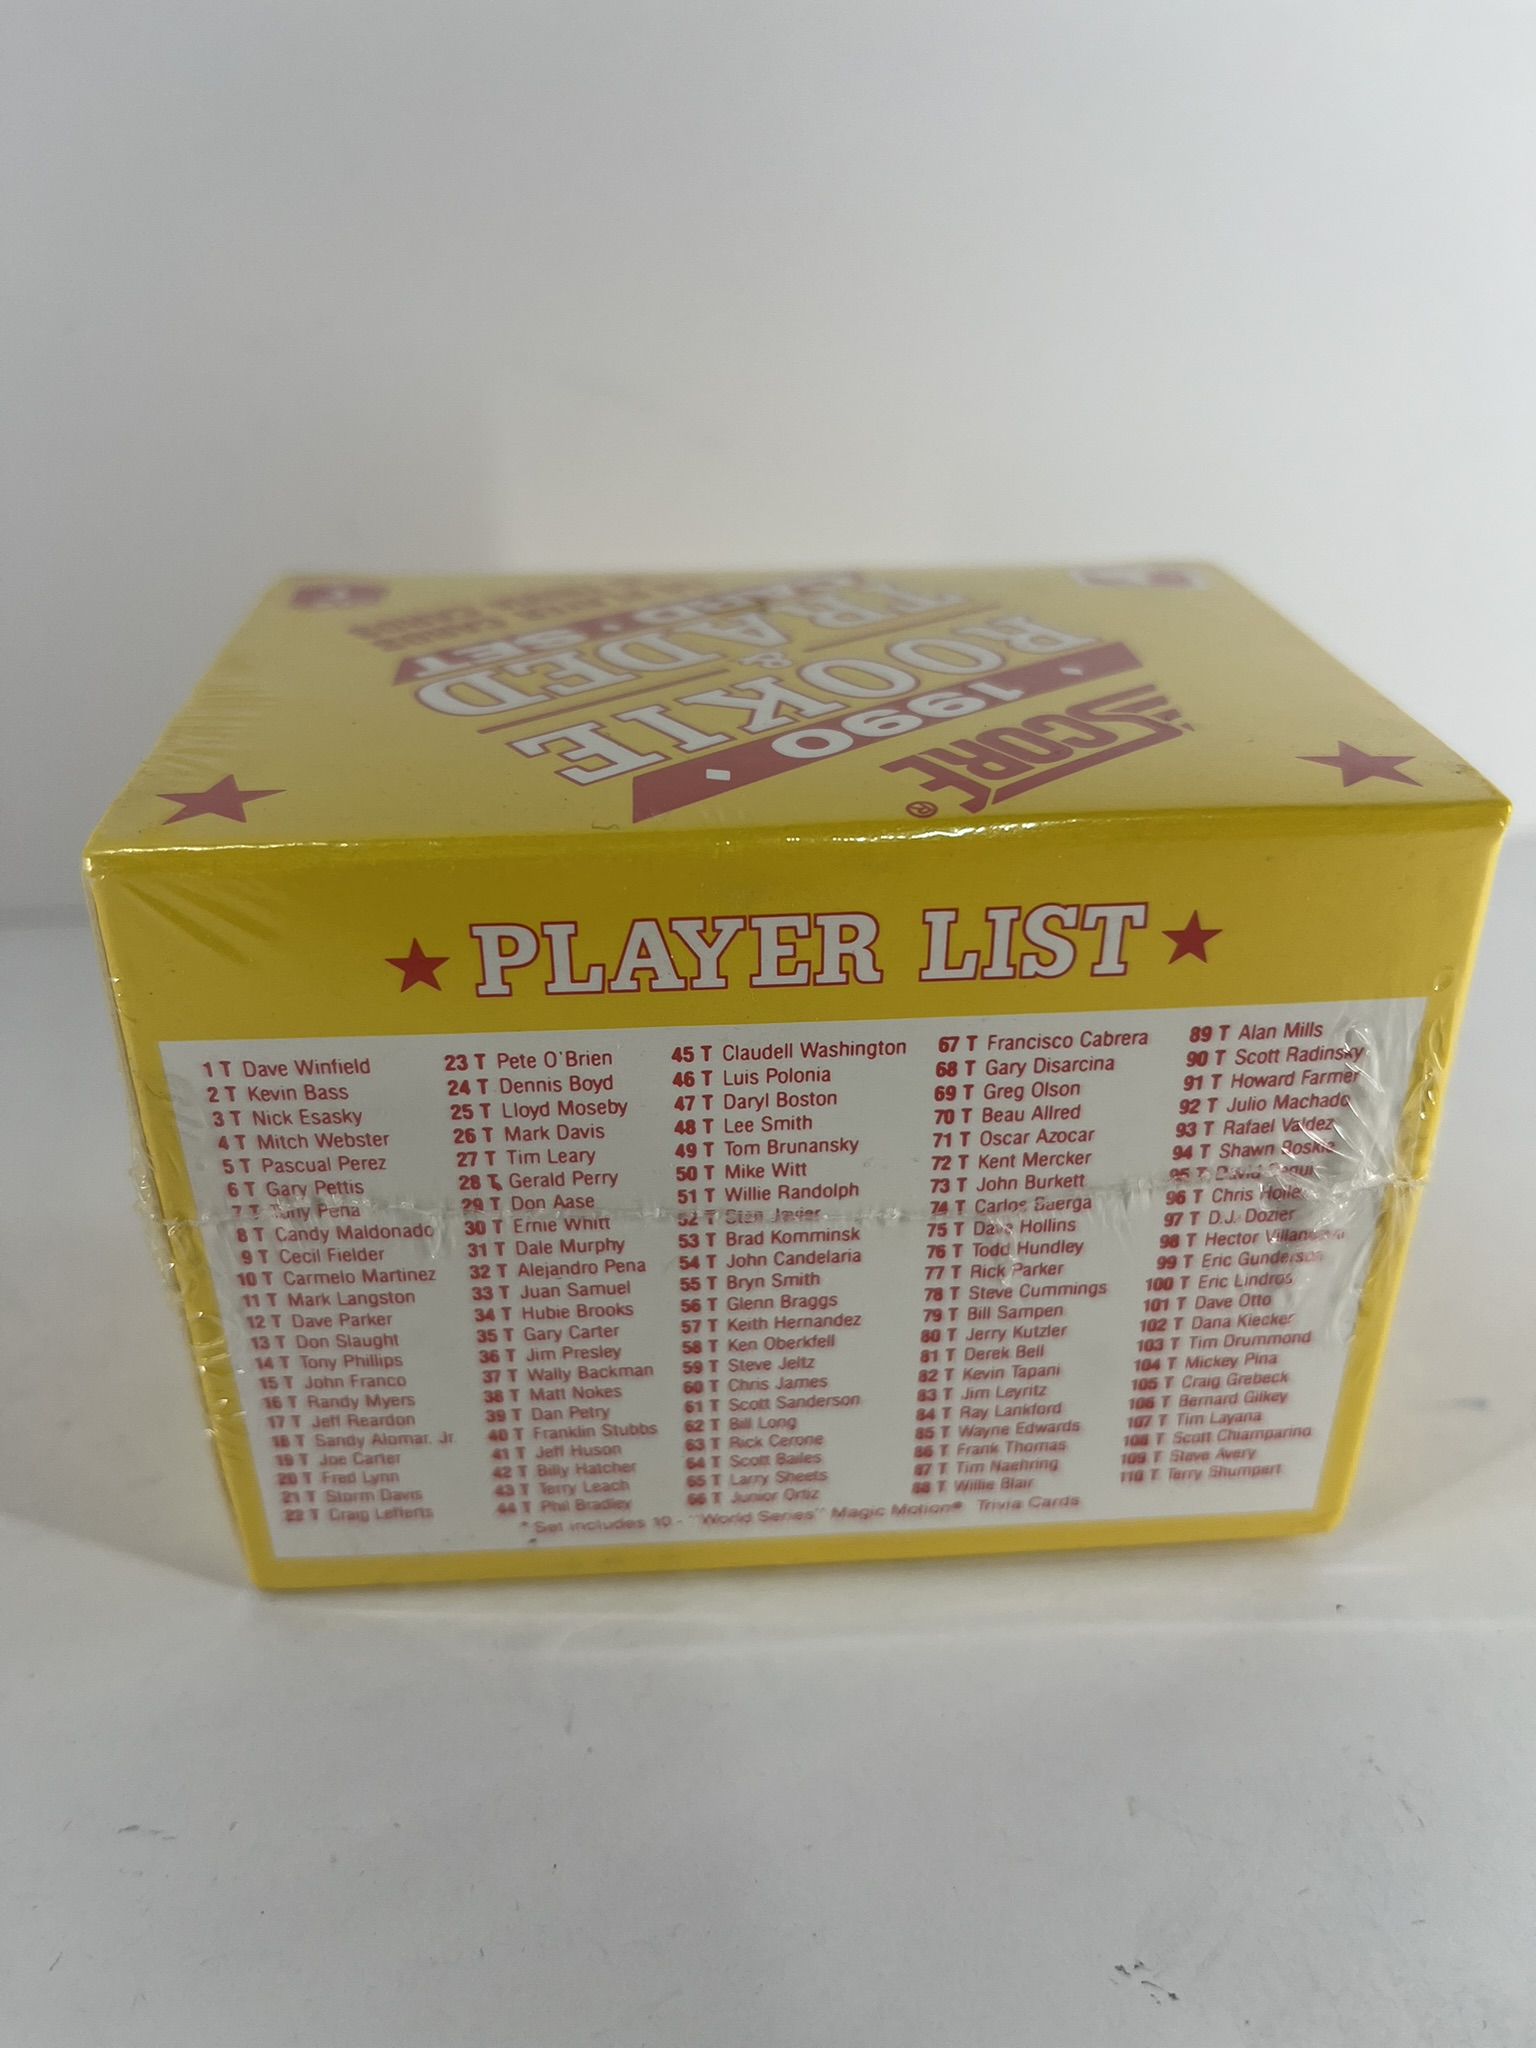 SCORE®
1990
ROOKIE
&
TRADED
CARD SET
PLAYER LIST
1 T Dave Winfield
2 T Kevin Bass
3 T Nick Esasky
4 T Mitch Webster
5 T Pascual Perez
6 T Gary Pettis
7 T Tony Pena
8 T Candy Maldonado
9 T Cecil Fielder
10 T Carmelo Martinez
11 T Mark Langston
12 T Dave Parker
13 T Don Slaught
14 T Tony Phillips
15 T John Franco
16 T Randy Myers
17 T Jeff Reardon
18 T Sandy Alomar, Jr.
19 T Joe Carter
20 T Fred Lynn
21 T Storm Davis
22 T Craig Lefferts
23 T Pete O'Brien
24 T Dennis Boyd
25 T Lloyd Moseby
26 T Mark Davis
27 T Tim Leary
28 T Gerald Perry
29 T Don Aase
30 T Ernie Whitt
31 T Dale Murphy
32 T Alejandro Pena
33 T Juan Samuel
34 T Hubie Brooks
35 T Gary Carter
36 T Jim Presley
37 T Wally Backman
38 T Matt Nokes
39 T Dan Petry
40 T Franklin Stubbs
41 T Jeff Huson
42 T Billy Hatcher
43 T Terry Leach
44 T Phil Bradley
45 T Claudell Washington
46 T Luis Polonia
47 T Daryl Boston
48 T Lee Smith
49 T Tom Brunansky
50 T Mike Witt
51 T Willie Randolph
52 T Stan Javier
53 T Brad Komminsk
54 T John Candelaria
55 T Bryn Smith
56 T Glenn Braggs
57 T Keith Hernandez
58 T Ken Oberkfell
59 T Steve Jeltz
60 T Chris James
61 T Scott Sanderson
62 T Bill Long
63 T Rick Cerone
64 T Scott Bailes
65 T Larry Sheets
66 T Junior Ortiz
67 T Francisco Cabrera
68 T Gary Disarcina
69 T Greg Olson
70 T Beau Allred
71 T Oscar Azocar
72 T Kent Mercker
73 T John Burkett
74 T Carlos Baerga
75 T Dave Hollins
76 T Todd Hundley
77 T Rick Parker
78 T Steve Cummings
79 T Bill Sampen
80 T Jerry Kutzler
81 T Derek Bell
82 T Kevin Tapani
83 T Jim Leyritz
84 T Ray Lankford
85 T Wayne Edwards
86 T Frank Thomas
87 T Tim Naehring
88 T Willie Blair
89 T Alan Mills
90 T Scott Radinsky
91 T Howard Farmer
92 T Julio Machado
93 T Rafael Valdez
94 T Shawn Boskie
95 T David Segui
96 T Chris Hoiles
97 T D.J. Dozier
98 T Hector Villanueva
99 T Eric Gunderson
100 T Eric Lindros
101 T Dave Otto
102 T Dana Kiecker
103 T Tim Drummond
104 T Mickey Pina
105 T Craig Grebeck
106 T Bernard Gilkey
107 T Tim Layana
108 T Scott Chiamparino
109 T Steve Avery
110 T Terry Shumpert
* Set includes 10 - "World Series" Magic Motion® Trivia Cards